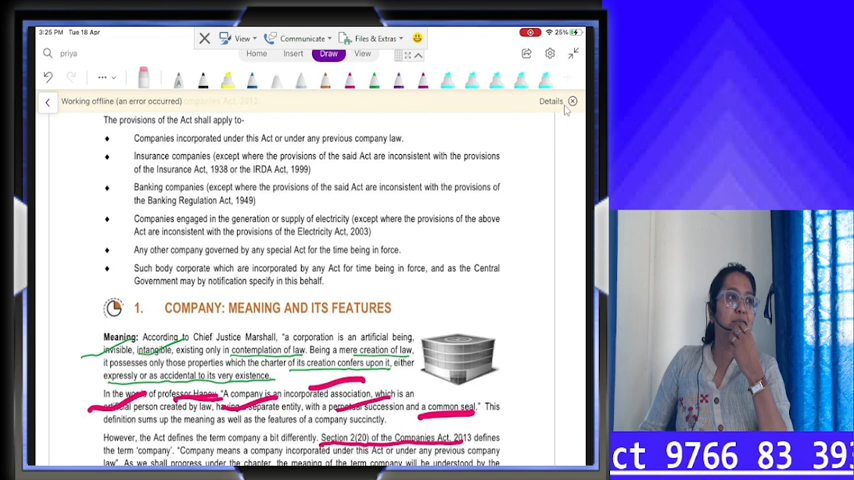 3:25 PM Tue 18 Apr
25%
View
Communicate
Files & Extras
priya
Home Insert Draw View
Working offline (an error occurred)
Details
The provisions of the Act shall apply to-
Companies incorporated under this Act or under any previous company law.
Insurance companies (except where the provisions of the said Act are inconsistent with the provisions
of the Insurance Act, 1938 or the IRDA Act, 1999)
Banking companies (except where the provisions of the said Act are inconsistent with the provisions of
the Banking Regulation Act, 1949)
Companies engaged in the generation or supply of electricity (except where the provisions of the above
Act are inconsistent with the provisions of the Electricity Act, 2003)
Any other company governed by any special Act for the time being in force.
Such body corporate which are incorporated by any Act for time being in force, and as the Central
Government may by notification specify in this behalf.
1. COMPANY: MEANING AND ITS FEATURES
Meaning: According to Chief Justice Marshall, “a corporation is an artificial being,
invisible, intangible, existing only in contemplation of law. Being a mere creation of law,
it possesses only those properties which the charter of its creation confers upon it, either
expressly or as accidental to its very existence.
In the words of professor Haney “A company is an incorporated association, which is an
artificial person created by law, having a separate entity, with a perpetual succession and a common seal.” This
definition sums up the meaning as well as the features of a company succinctly.
However, the Act defines the term company a bit differently. Section 2(20) of the Companies Act, 2013 defines
the term ‘company’. “Company means a company incorporated under this Act or under any previous company
law”. As we shall progress under the chapter, the meaning of the term company will be understood by the
ct 9766 83 393